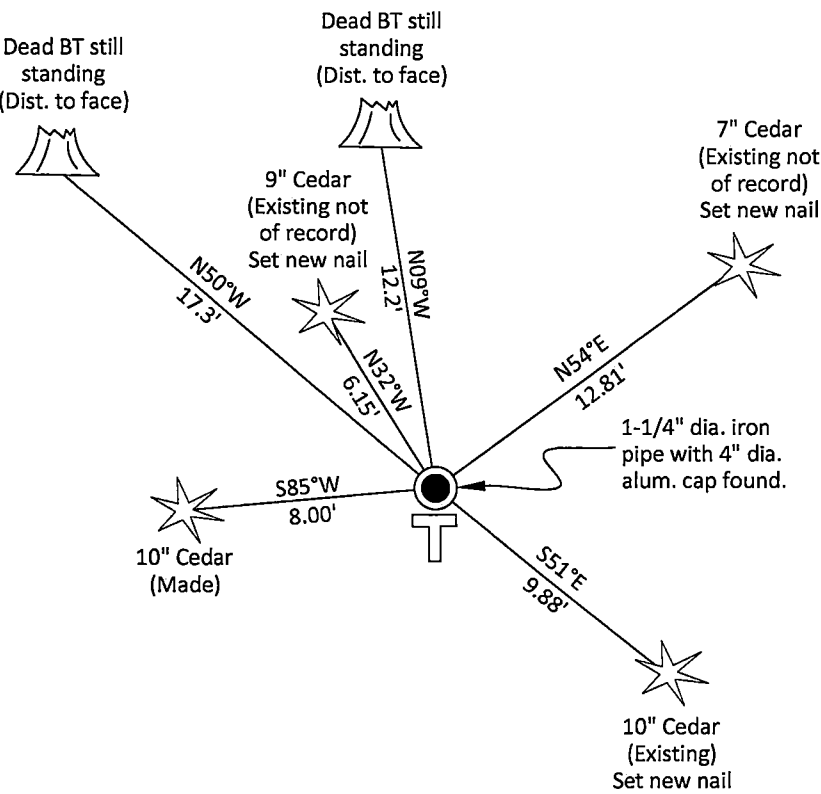 Dead BT still
standing
(Dist. to face)
Dead BT still
standing
(Dist. to face)
7" Cedar
(Existing not
of record)
Set new nail
9" Cedar
(Existing not
of record)
Set new nail
N50°W
17.3'
N09°W
12.2'
N32°W
6.15'
N54°E
12.81'
1-1/4" dia. iron
pipe with 4" dia.
alum. cap found.
S85°W
8.00'
10" Cedar
(Made)
T
S51°E
9.88'
10" Cedar
(Existing)
Set new nail